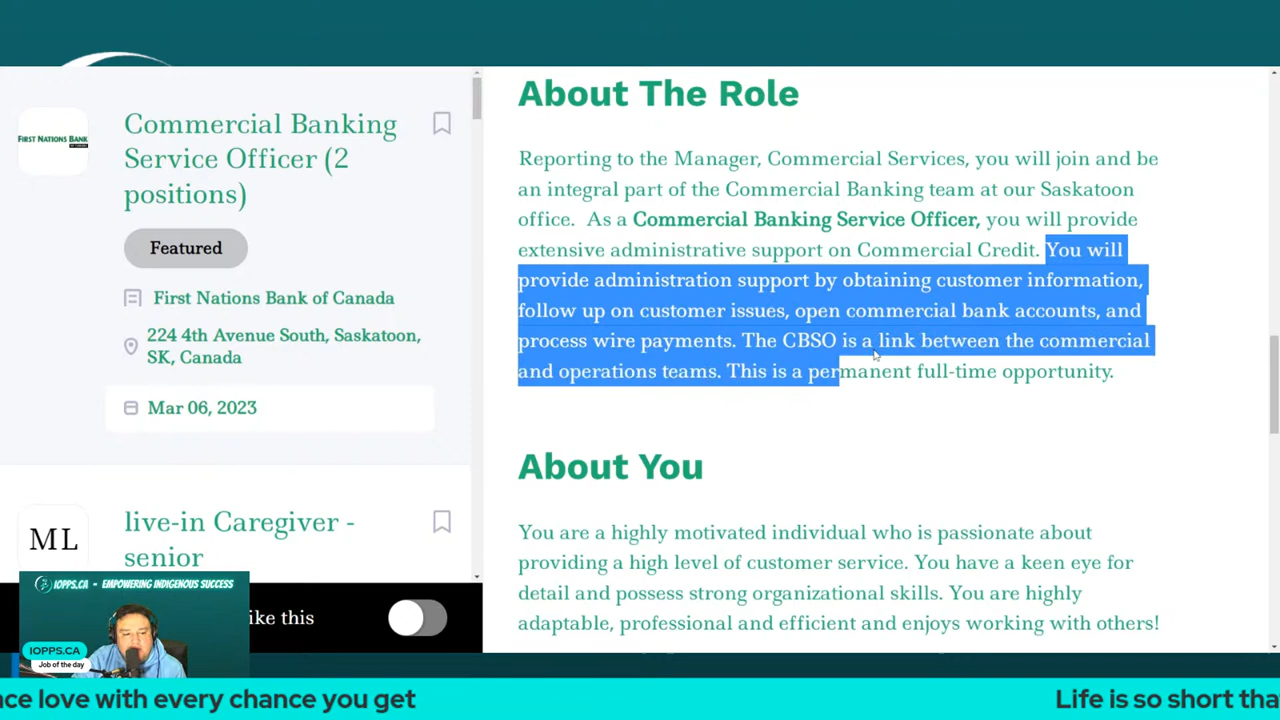 FIRST NATIONS BANK
Commercial Banking
Service Officer (2
positions)
Featured
First Nations Bank of Canada
224 4th Avenue South, Saskatoon,
SK, Canada
Mar 06, 2023
ML
live-in Caregiver -
senior
ike this
IOPPS.CA - EMPOWERING INDIGENOUS SUCCESS
IOPPS.CA
Job of the day
About The Role
Reporting to the Manager, Commercial Services, you will join and be
an integral part of the Commercial Banking team at our Saskatoon
office.  As a Commercial Banking Service Officer, you will provide
extensive administrative support on Commercial Credit. You will
provide administration support by obtaining customer information,
follow up on customer issues, open commercial bank accounts, and
process wire payments. The CBSO is a link between the commercial
and operations teams. This is a permanent full-time opportunity.
About You
You are a highly motivated individual who is passionate about
providing a high level of customer service. You have a keen eye for
detail and possess strong organizational skills. You are highly
adaptable, professional and efficient and enjoys working with others!
ace love with every chance you get
Life is so short tha